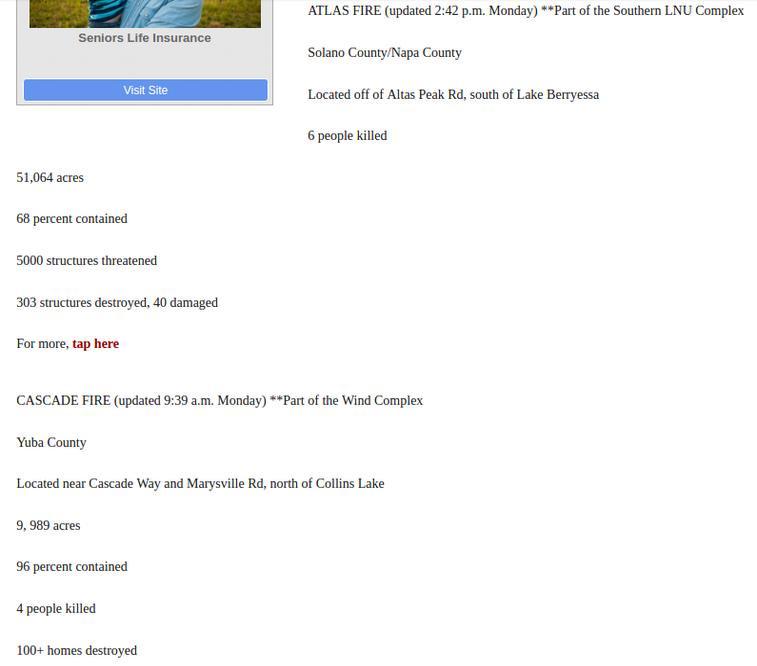 Seniors Life Insurance
Visit Site
ATLAS FIRE (updated 2:42 p.m. Monday) **Part of the Southern LNU Complex
Solano County/Napa County
Located off of Altas Peak Rd, south of Lake Berryessa
6 people killed
51,064 acres
68 percent contained
5000 structures threatened
303 structures destroyed, 40 damaged
For more, tap here
CASCADE FIRE (updated 9:39 a.m. Monday) **Part of the Wind Complex
Yuba County
Located near Cascade Way and Marysville Rd, north of Collins Lake
9, 989 acres
96 percent contained
4 people killed
100+ homes destroyed